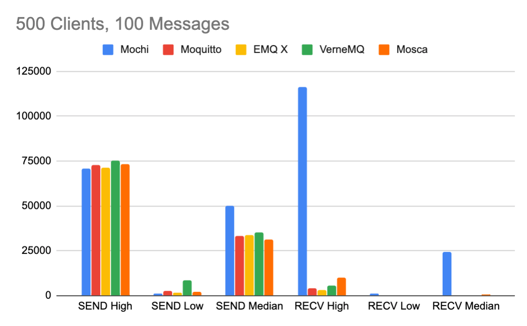 500 Clients, 100 Messages
Mochi Moquitto EMQ X VerneMQ Mosca
125000
100000
75000
50000
25000
0
SEND High SEND Low SEND Median RECV High RECV Low RECV Median